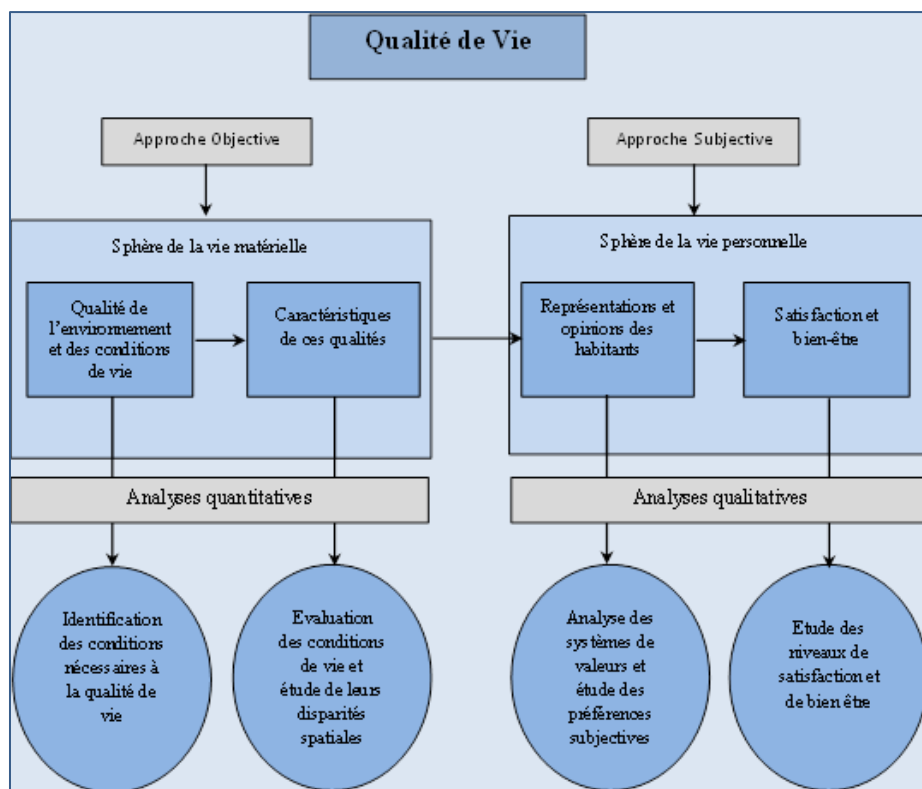 Qualité de Vie
Approche Objective
Approche Subjective
Sphère de la vie matérielle
Sphère de la vie personnelle
Qualité de
l'environnement
et des conditions
de vie
Caractéristiques
de ces qualités
Représentations et
opinions des
habitants
Satisfaction et
bien-être
Analyses quantitatives
Analyses qualitatives
Identification
des conditions
nécessaires à
la qualité de
vie
Evaluation
des conditions
de vie et
étude de leurs
disparités
spatiales
Analyse des
systèmes de
valeurs et
étude des
préférences
subjectives
Etude des
niveaux de
satisfaction et
de bien être